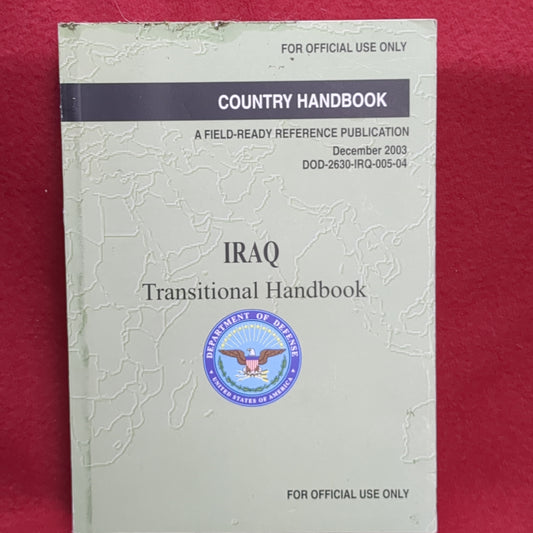 FOR OFFICIAL USE ONLY
COUNTRY HANDBOOK
A FIELD-READY REFERENCE PUBLICATION
December 2003
DOD-2630-IRQ-005-04
IRAQ
Transitional Handbook
DEPARTMENT OF DEFENSE
UNITED STATES OF AMERICA
FOR OFFICIAL USE ONLY